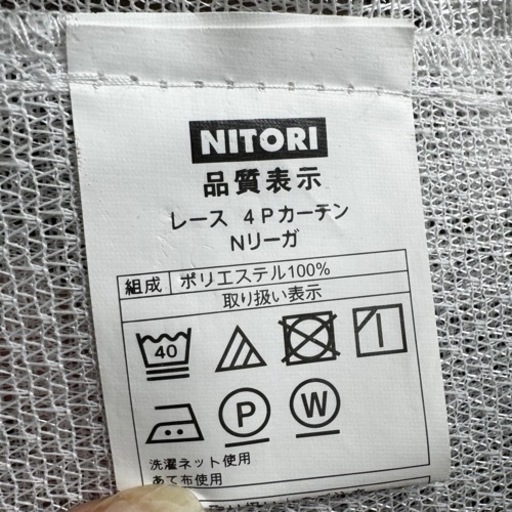 NITORI
品質表示
レース 4Pカーテン
Nリーガ
組成 ポリエステル100%
取り扱い表示
40
P W
洗濯ネット使用
あて布使用